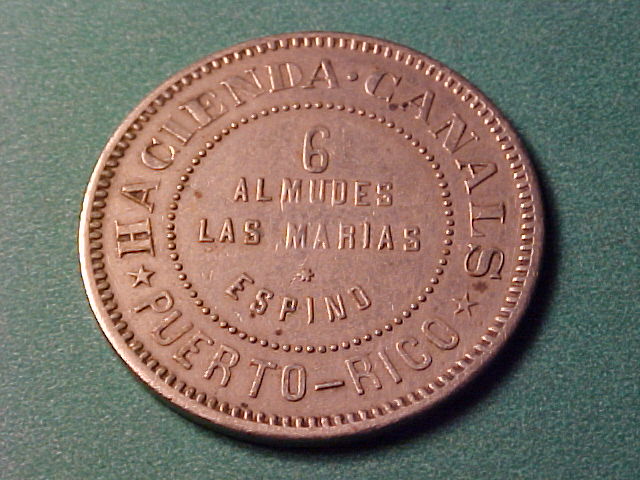 HACIENDA·CANALS
6
ALMUDES
LAS MARIAS
ESPINO
★ PUERTO-RICO ★